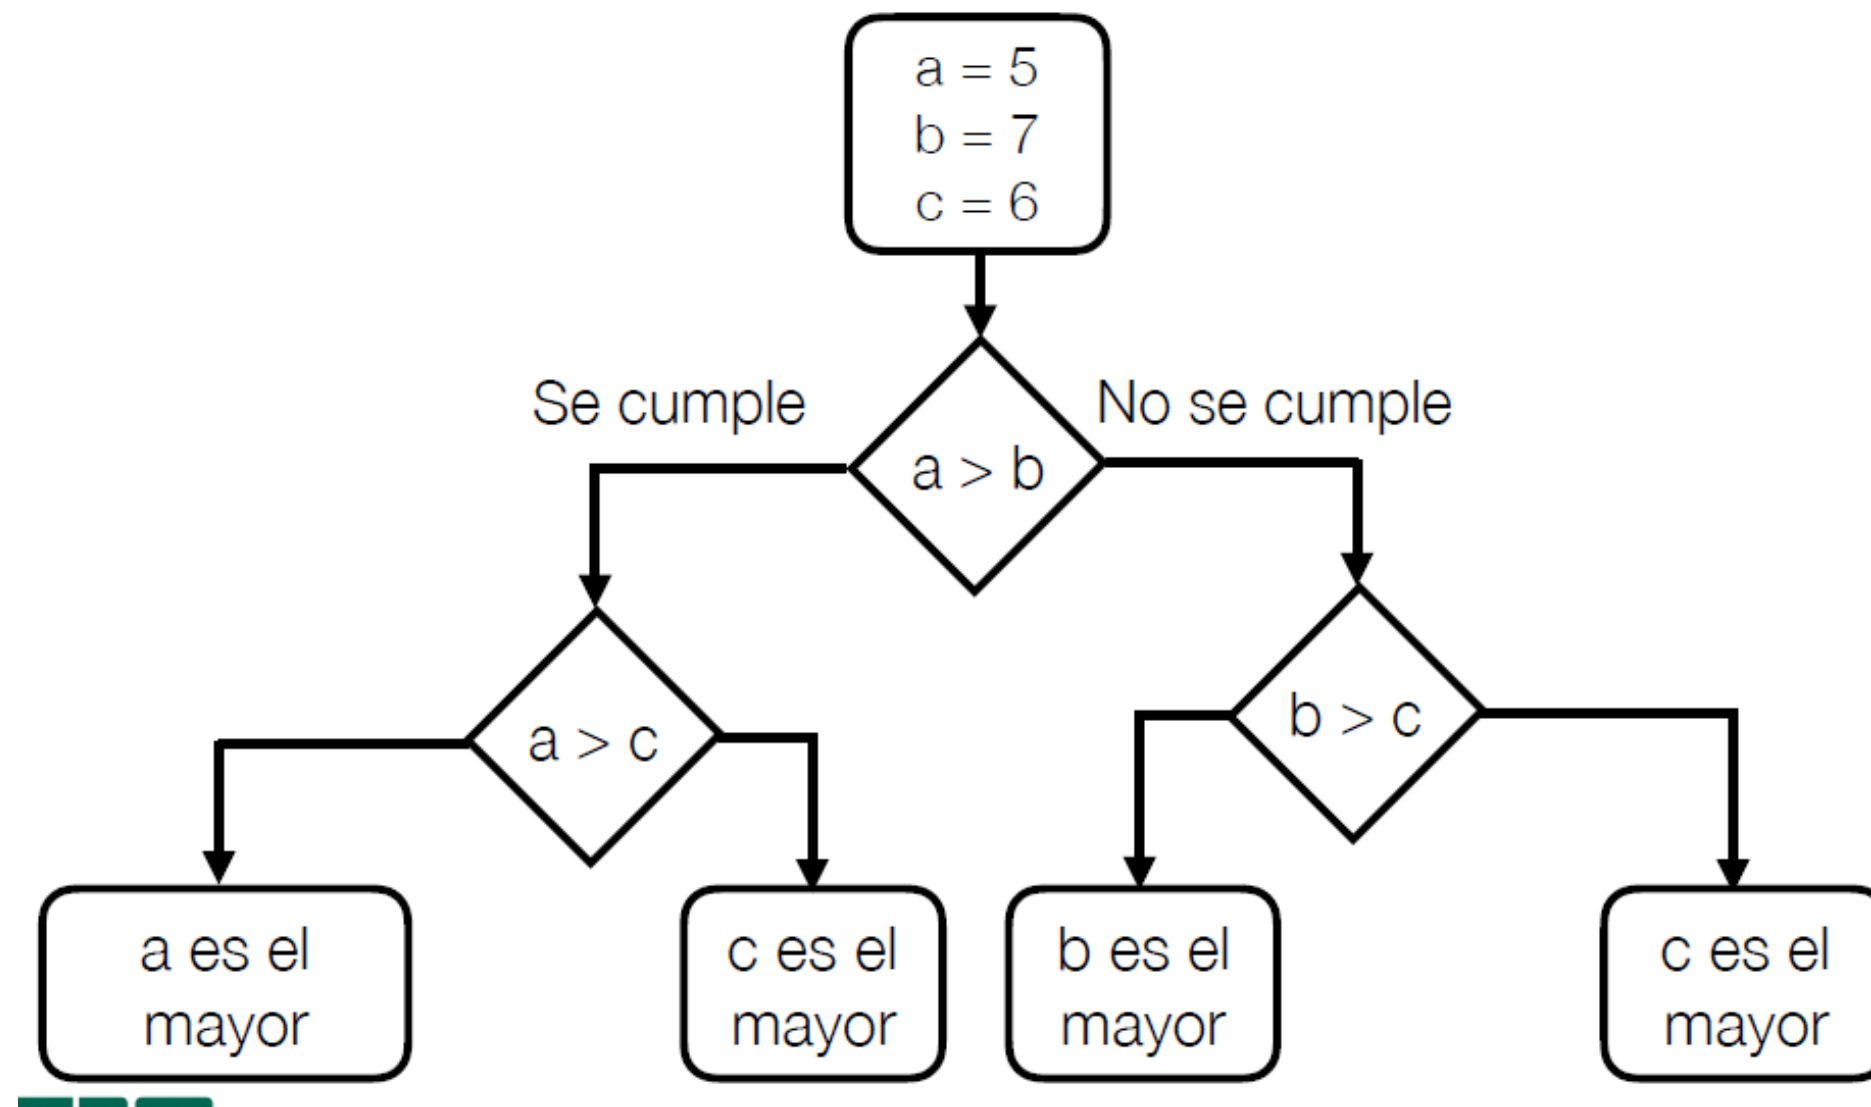 a = 5
b = 7
c = 6
Se cumple
No se cumple
a > b
a > c
b > c
a es el
mayor
c es el
mayor
b es el
mayor
c es el
mayor